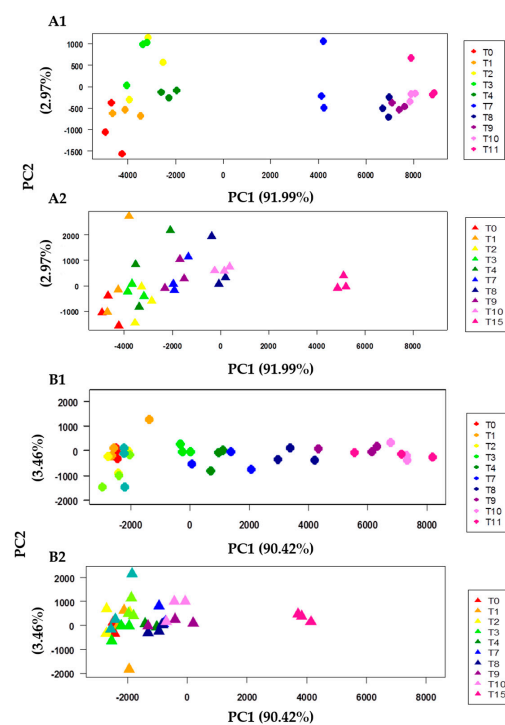 A1
1000
500
0
-500
-1000
-1500
(2.97%)
-4000
-2000
0
2000
4000
6000
8000
PC1 (91.99%)
T0
T1
T2
T3
T4
T7
T8
T9
T10
T11
PC2
A2
2000
1000
0
-1000
(2.97%)
-4000
-2000
0
2000
4000
6000
8000
PC1 (91.99%)
T0
T1
T2
T3
T4
T7
T8
T9
T10
T15
B1
2000
1000
0
-1000
-2000
(3.46%)
-2000
0
2000
4000
6000
8000
PC1 (90.42%)
T0
T1
T2
T3
T4
T7
T8
T9
T10
T11
PC2
B2
2000
1000
0
-1000
-2000
(3.46%)
-2000
0
2000
4000
6000
8000
PC1 (90.42%)
T0
T1
T2
T3
T4
T7
T8
T9
T10
T15